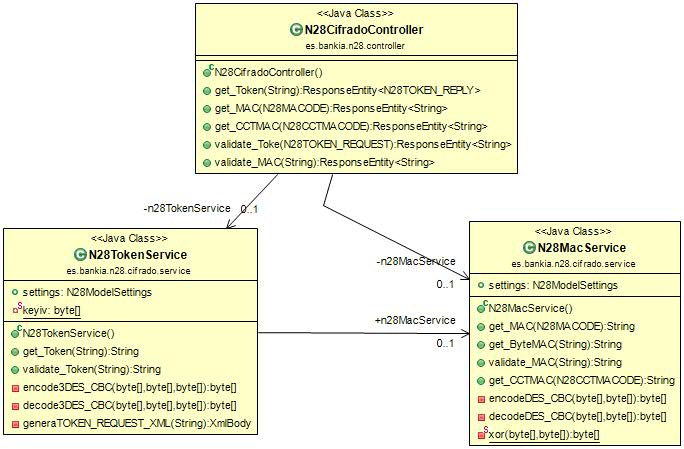 <<Java Class>>
N28CifradoController
es.bankia.n28.controller
N28CifradoController()
get_Token(String):ResponseEntity<N28TOKEN_REPLY>
get_MAC(N28MACODE):ResponseEntity<String>
get_CCTMAC(N28CCTMACODE):ResponseEntity<String>
validate_Toke(N28TOKEN_REQUEST):ResponseEntity<String>
validate_MAC(String):ResponseEntity<String>
-n28TokenService
0..1
-n28MacService
0..1
<<Java Class>>
N28TokenService
es.bankia.n28.cifrado.service
settings: N28ModelSettings
keyiv: byte[]
N28TokenService()
get_Token(String):String
validate_Token(String):String
encode3DES_CBC(byte[],byte[],byte[]):byte[]
decode3DES_CBC(byte[],byte[],byte[]):byte[]
generaTOKEN_REQUEST_XML(String):XmlBody
+n28MacService
0..1
<<Java Class>>
N28MacService
es.bankia.n28.cifrado.service
settings: N28ModelSettings
N28MacService()
get_MAC(N28MACODE):String
get_ByteMAC(String):String
validate_MAC(String):String
get_CCTMAC(N28CCTMACODE):String
encodeDES_CBC(byte[],byte[]):byte[]
decodeDES_CBC(byte[],byte[]):byte[]
xor(byte[],byte[]):byte[]